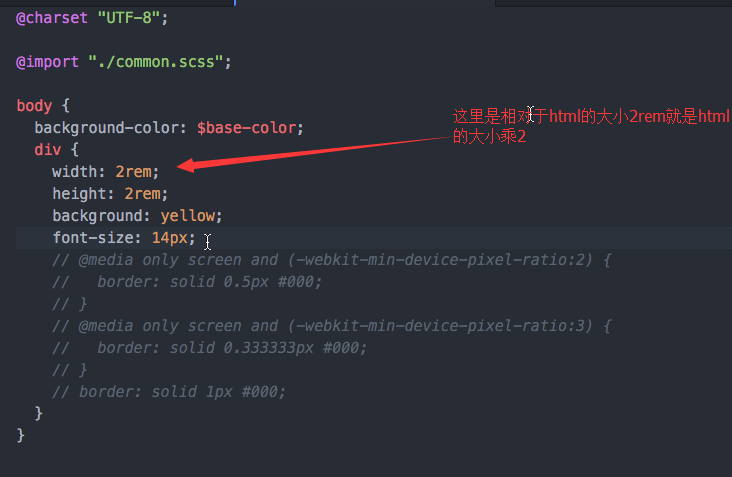 @charset "UTF-8";
@import "./common.scss";
body {
background-color: $base-color;
这里是相对于html的大小2rem就是html
的大小乘2
div {
width: 2rem;
height: 2rem;
background: yellow;
font-size: 14px;
// @media only screen and (-webkit-min-device-pixel-ratio:2) {
//   border: solid 0.5px #000;
// }
// @media only screen and (-webkit-min-device-pixel-ratio:3) {
//   border: solid 0.333333px #000;
// }
// border: solid 1px #000;
}
}